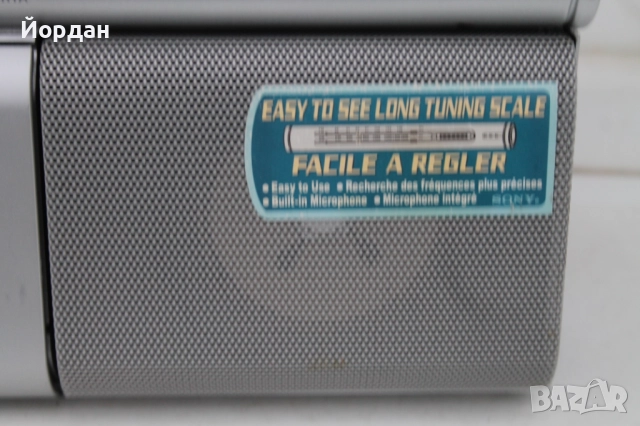 Йордан
EASY TO SEE LONG TUNING SCALE
FACILE A REGLER
• Easy to Use • Recherche des fréquences plus précises
• Built-in Microphone • Microphone intégré SONY
BAZAR